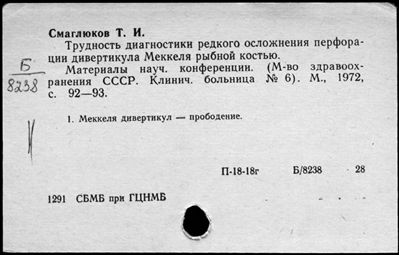 Смаглюков Т. И.
Трудность диагностики редкого осложнения перфора-
ции дивертикула Меккеля рыбной костью.
Материалы науч. конференции. (М-во здравоох-
ранения СССР. Клинич. больница № 6). М., 1972,
с. 92—93.
Б
8238
1. Меккеля дивертикул — прободение.
П-18-18г Б/8238 28
1291 СБМБ при ГЦНМБ